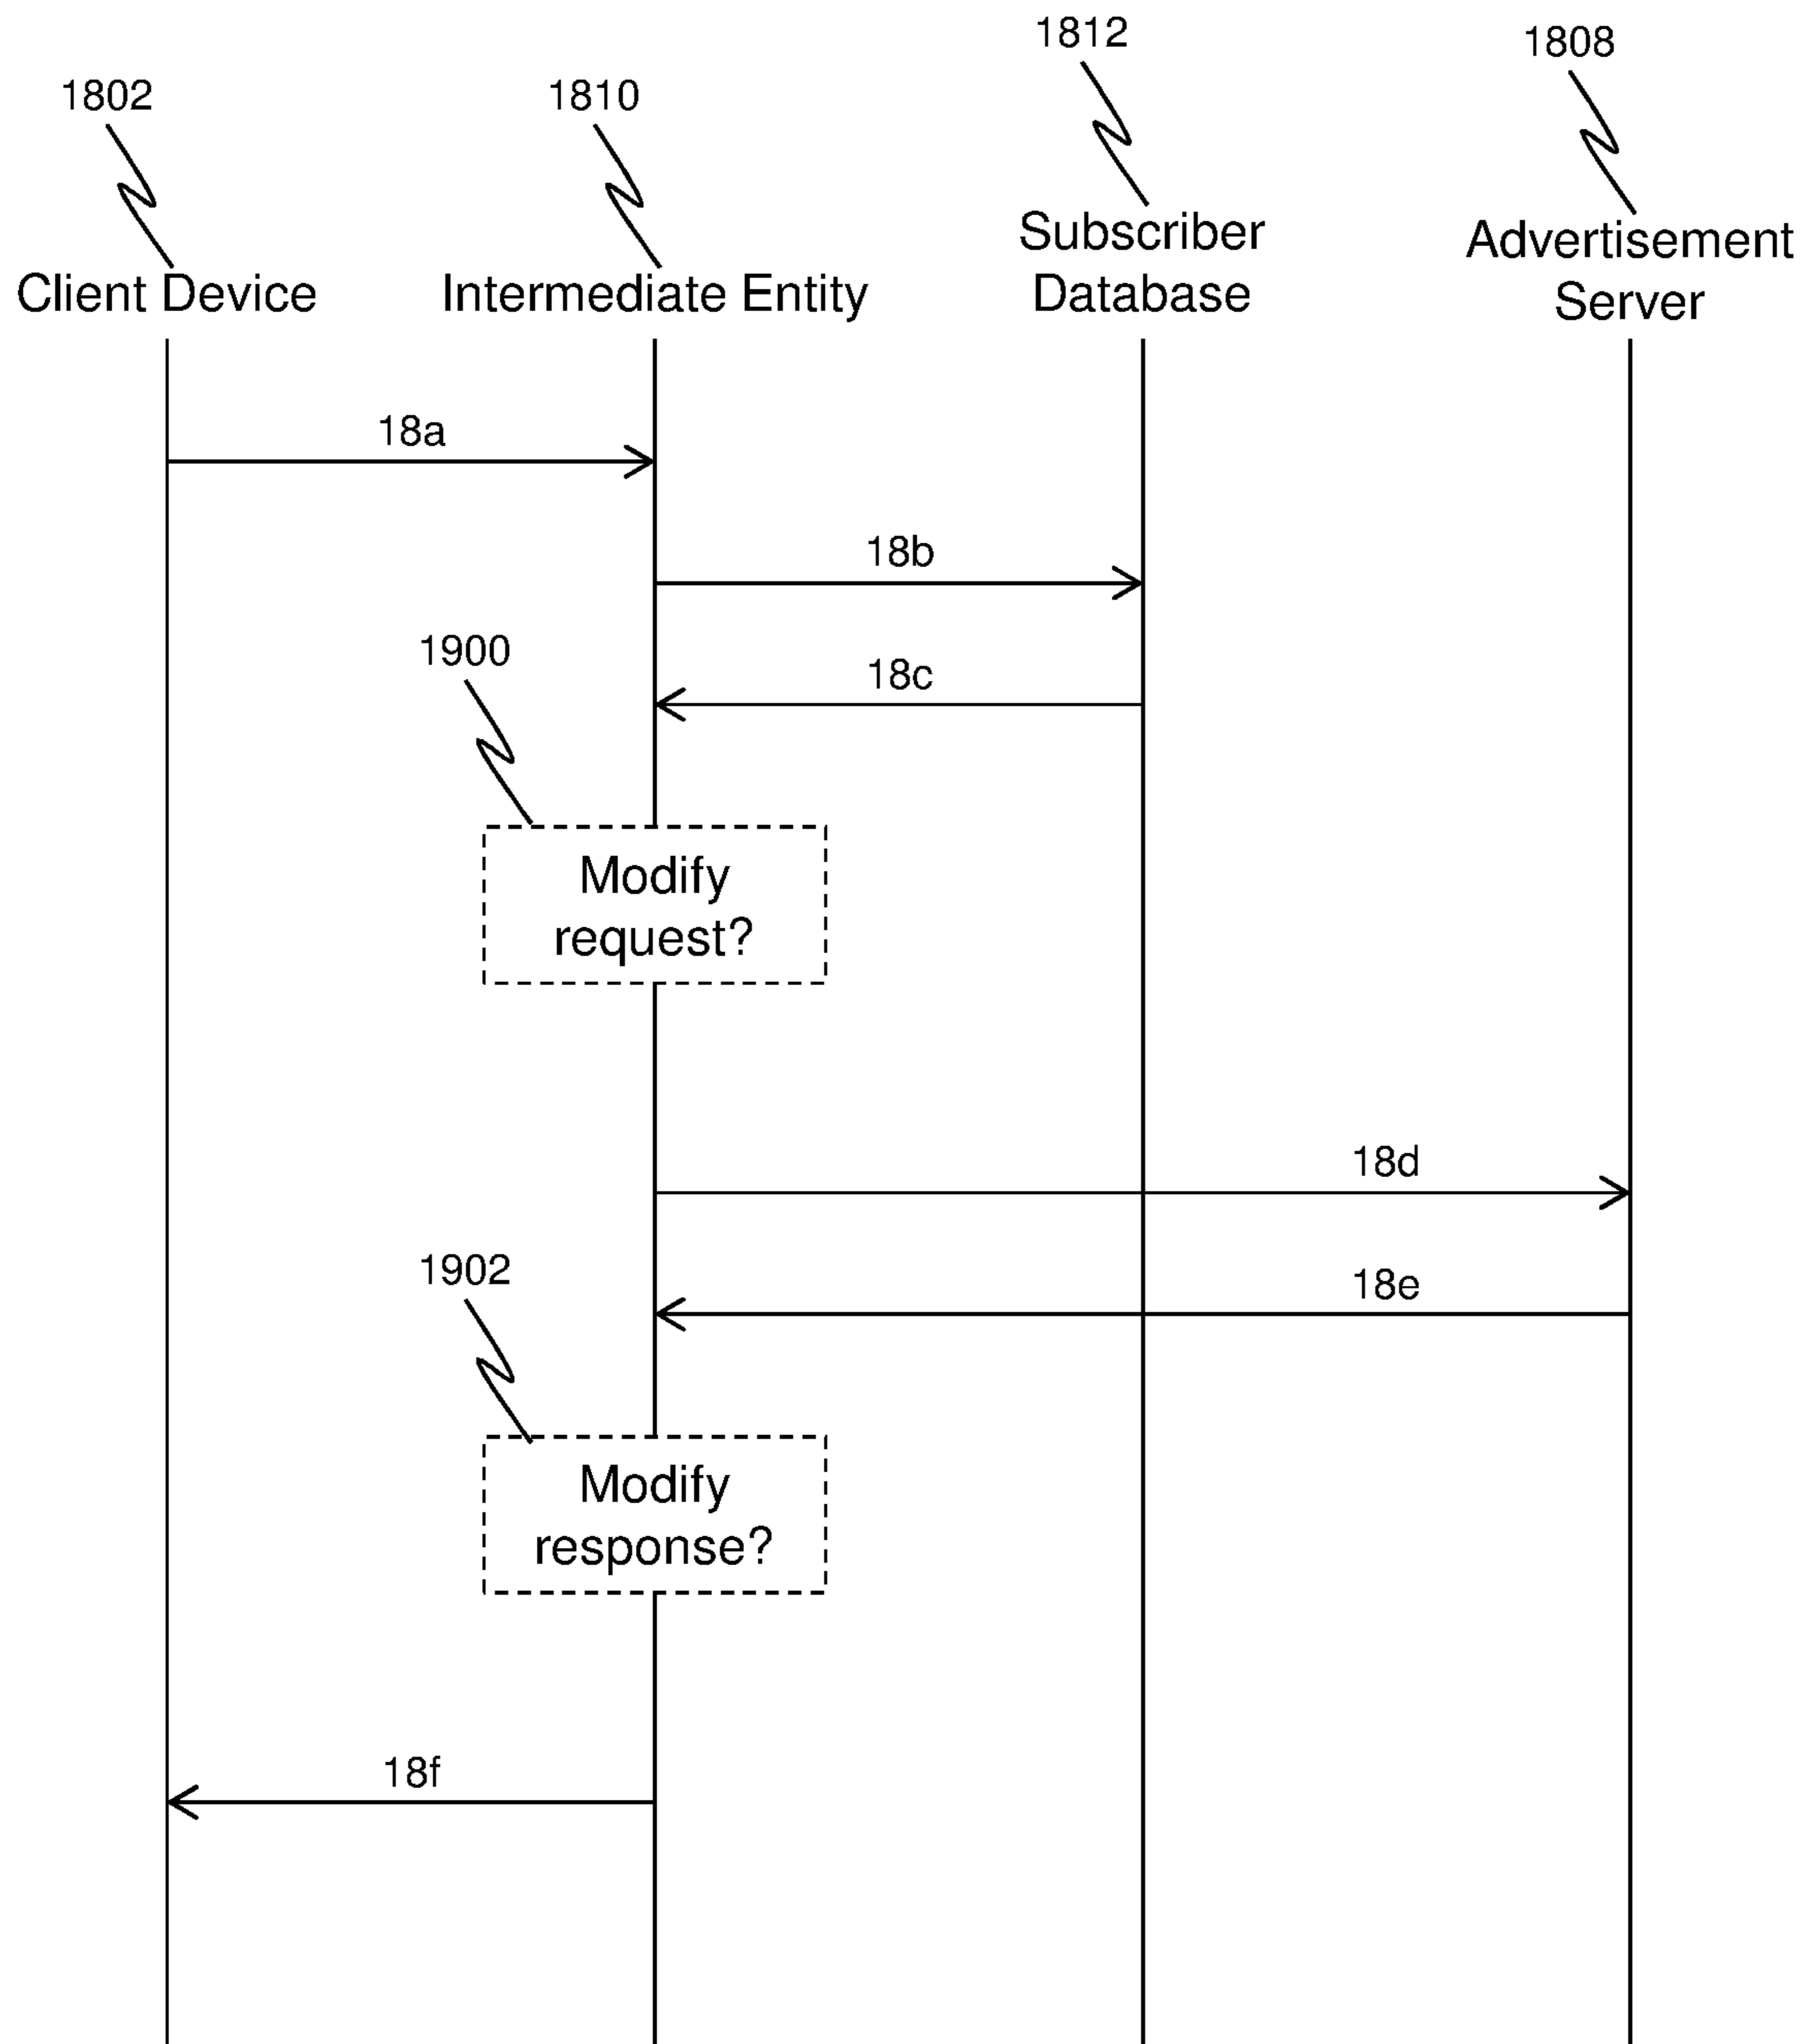 1812
1808
1802
1810
Subscriber
Database
Advertisement
Server
Client Device
Intermediate Entity
18a
18b
1900
18c
Modify
request?
18d
1902
18e
Modify
response?
18f